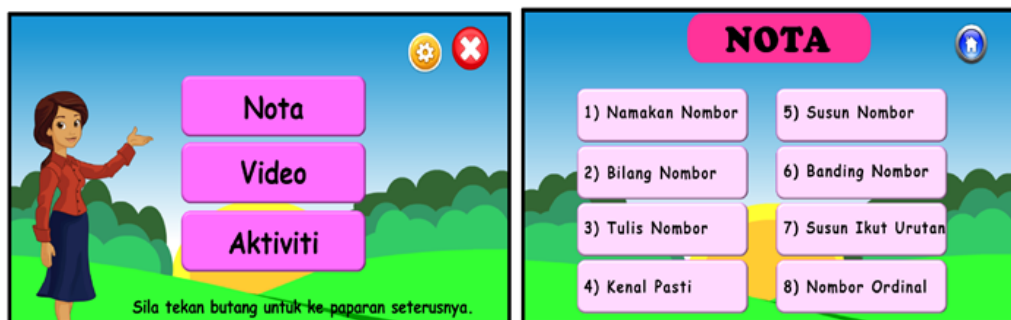 Nota
Video
Aktiviti
Sila tekan butang untuk ke paparan seterusnya.
NOTA
1) Namakan Nombor
2) Bilang Nombor
3) Tulis Nombor
4) Kenal Pasti
5) Susun Nombor
6) Banding Nombor
7) Susun Ikut Urutan
8) Nombor Ordinal